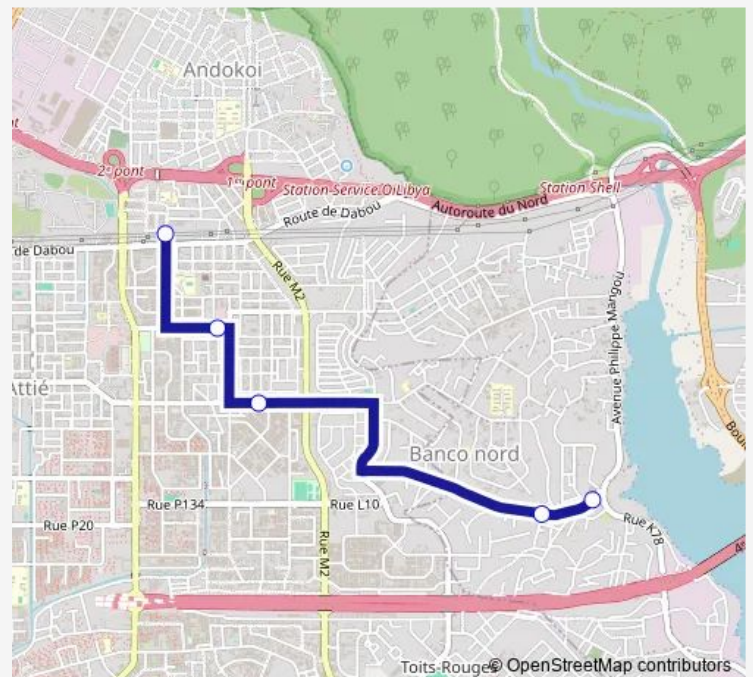 Andokoi
2ᵉ pont
1ᵉʳ pont
Station-Service OiLibya
Station Shell
Autoroute du Nord
Route de Dabou
de Dabou
Rue M2
Avenue Philippe Mangou
Attié
Banco nord
Rue P134
Rue L10
Rue P20
Rue K78
Rue M2
Toits-Rouges
© OpenStreetMap contributors